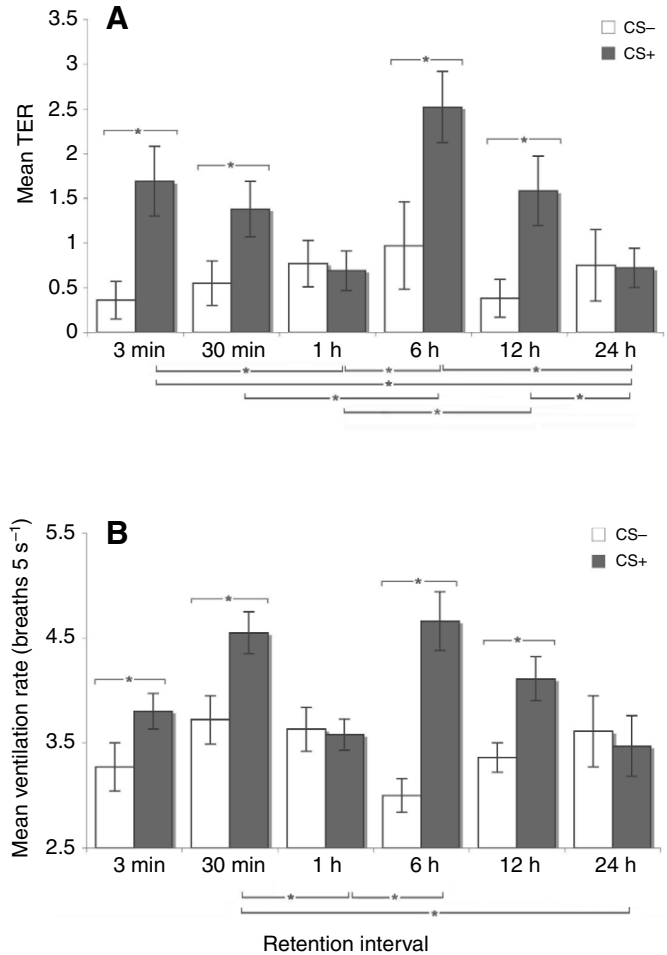 A
CS–
CS+
Mean TER
3.5
3
2.5
2
1.5
1
0.5
0
* * * *
3 min 30 min 1 h 6 h 12 h 24 h
* * *
*
* *
*
B
CS–
CS+
Mean ventilation rate (breaths 5 s⁻¹)
5.5
4.5
3.5
2.5
* * * *
3 min 30 min 1 h 6 h 12 h 24 h
* *
*
Retention interval